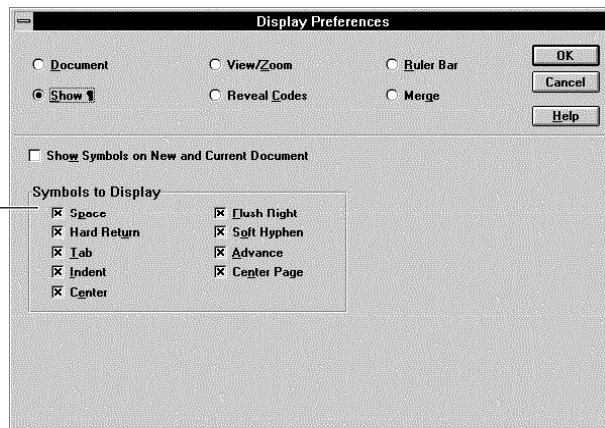 Display Preferences
Document View/Zoom Ruler Bar OK
Show ¶ Reveal Codes Merge Cancel
Help
Show Symbols on New and Current Document
Symbols to Display
Space Flush Right
Hard Return Soft Hyphen
Tab Advance
Indent Center Page
Center